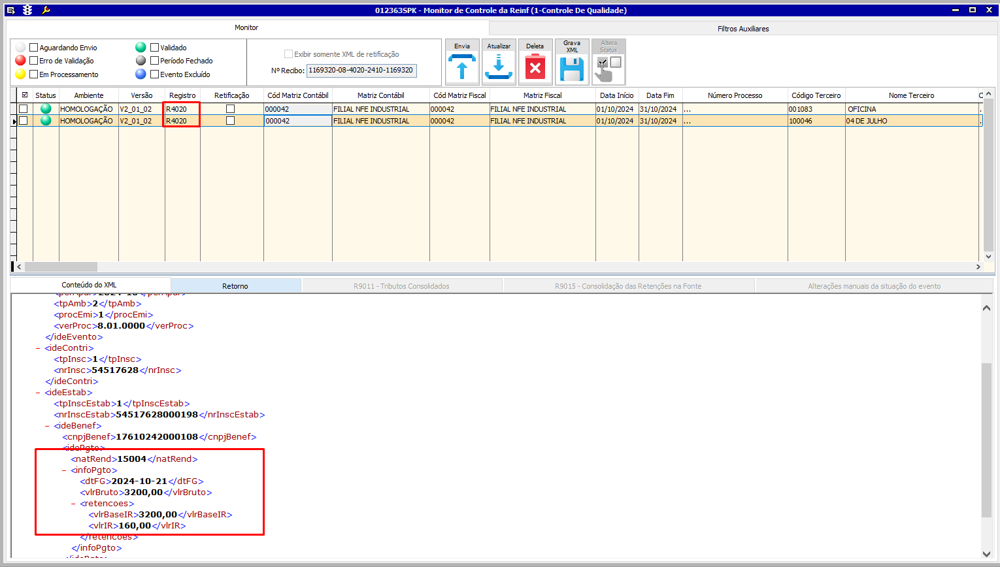 012363SPK - Monitor de Controle da Reinf (1-Controle De Qualidade)
Monitor
Filtros Auxiliares
Aguardando Envio
Validado
Erro de Validação
Período Fechado
Em Processamento
Evento Excluído
Exibir somente XML de retificação
Nº Recibo: 1169320-08-4020-2410-1169320
Envia
Atualizar
Deleta
Grava XML
Altera Status
Status Ambiente Versão Registro Retificação Cód Matriz Contábil Matriz Contábil Cód Matriz Fiscal Matriz Fiscal Data Início Data Fim Número Processo Código Terceiro Nome Terceiro C
HOMOLOGAÇÃO V2_01_02 R4020 000042 FILIAL NFE INDUSTRIAL 000042 FILIAL NFE INDUSTRIAL 01/10/2024 31/10/2024 ... 001083 OFICINA .
HOMOLOGAÇÃO V2_01_02 R4020 000042 FILIAL NFE INDUSTRIAL 000042 FILIAL NFE INDUSTRIAL 01/10/2024 31/10/2024 ... 100046 04 DE JULHO .
Conteúdo do XML
Retorno
R9011 - Tributos Consolidados
R9015 - Consolidação das Retenções na Fonte
Alterações manuais da situação do evento
<perApur>2024-10</perApur>
<tpAmb>2</tpAmb>
<procEmi>1</procEmi>
<verProc>8.01.0000</verProc>
</ideEvento>
- <ideContri>
<tpInsc>1</tpInsc>
<nrInsc>54517628</nrInsc>
</ideContri>
- <ideEstab>
<tpInscEstab>1</tpInscEstab>
<nrInscEstab>54517628000198</nrInscEstab>
- <ideBenef>
<cnpjBenef>17610242000108</cnpjBenef>
<idePgto>
<natRend>15004</natRend>
- <infoPgto>
<dtFG>2024-10-21</dtFG>
<vlrBruto>3200,00</vlrBruto>
- <retencoes>
<vlrBaseIR>3200,00</vlrBaseIR>
<vlrIR>160,00</vlrIR>
</retencoes>
</infoPgto>
</idePgto>